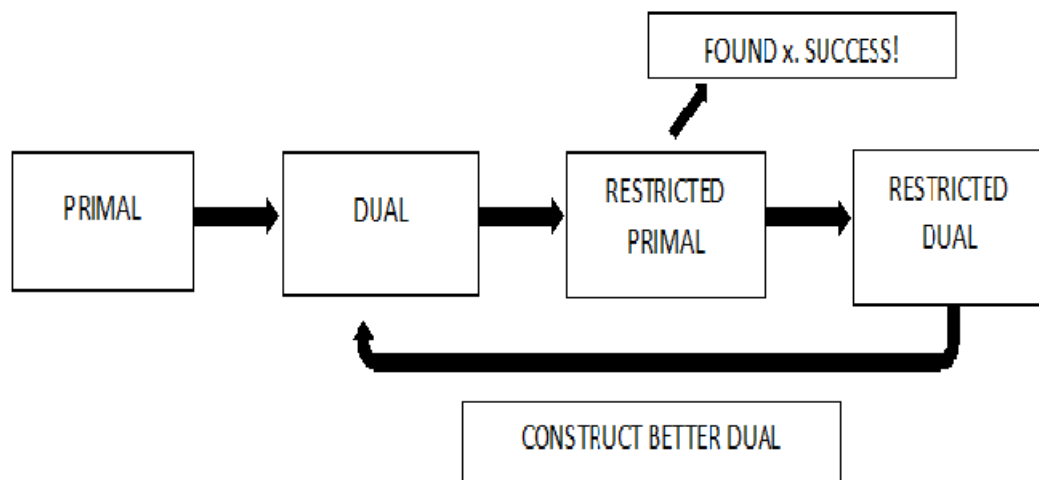 FOUND x. SUCCESS!
PRIMAL
DUAL
RESTRICTED
PRIMAL
RESTRICTED
DUAL
CONSTRUCT BETTER DUAL